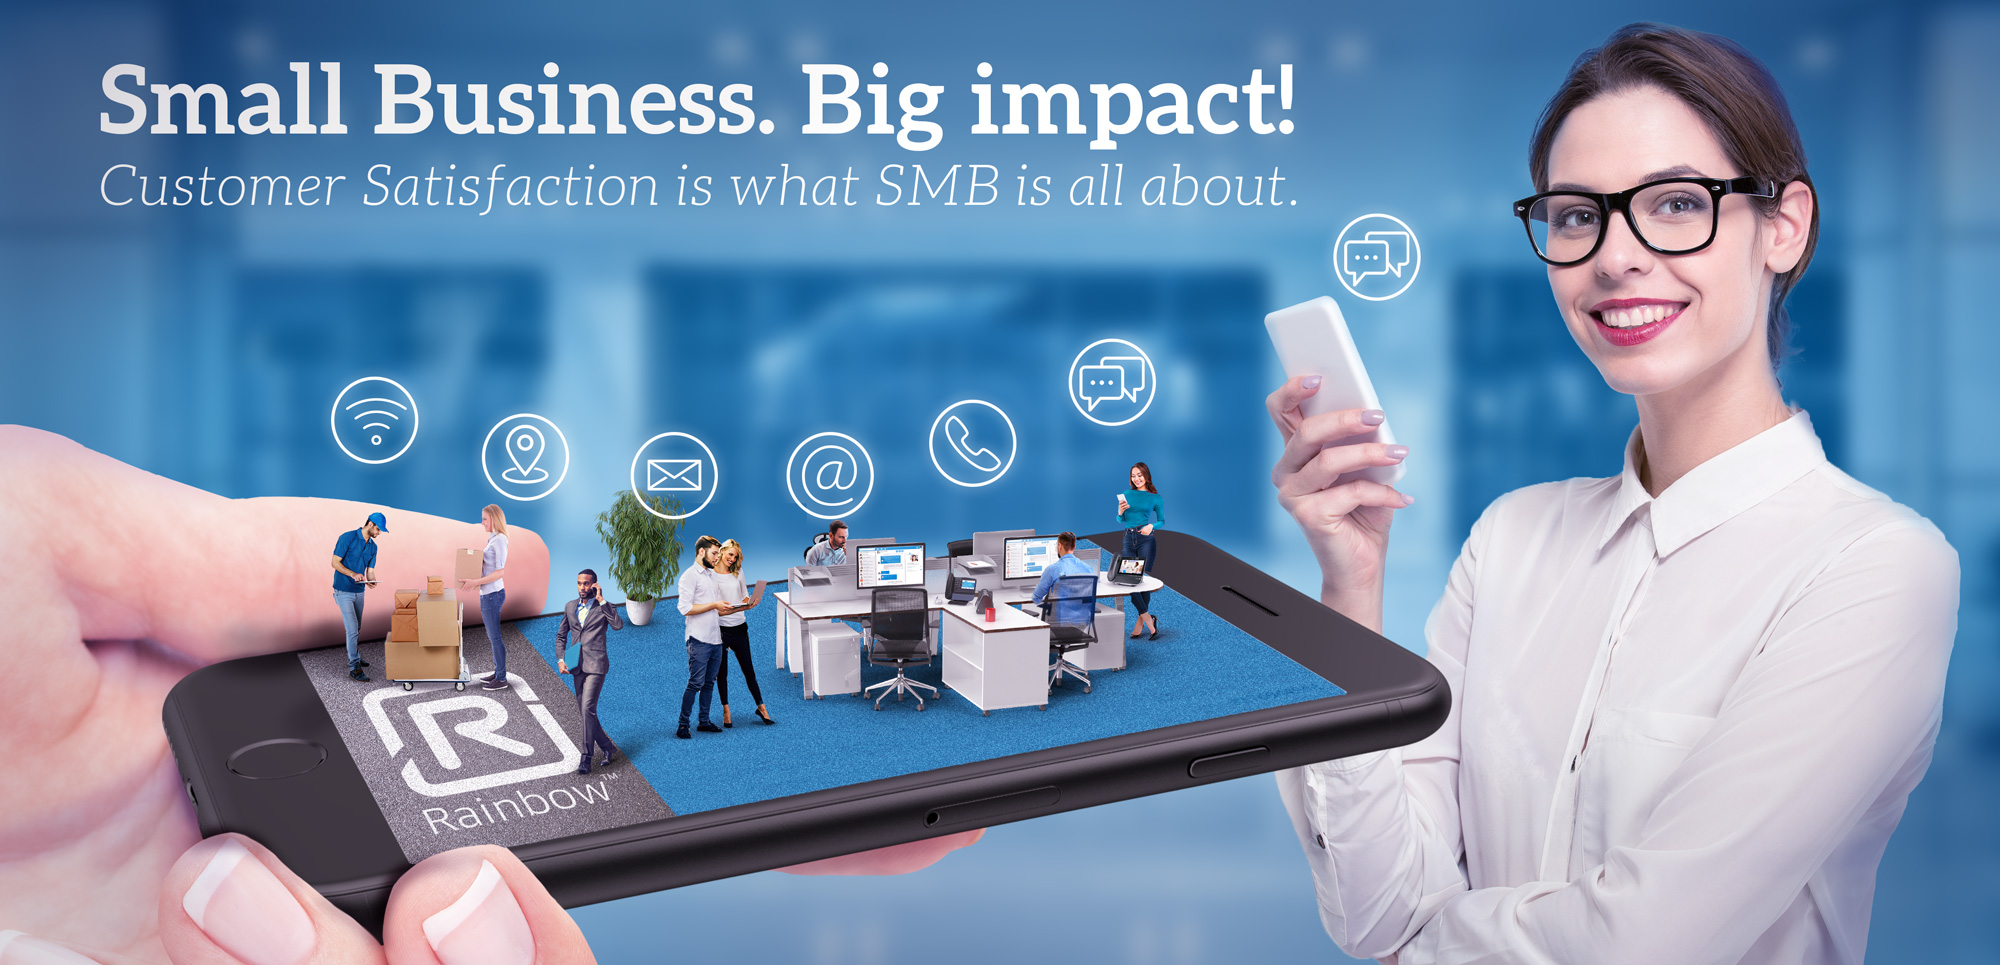 Small Business. Big impact!
Customer Satisfaction is what SMB is all about.
@
R
Rainbow™